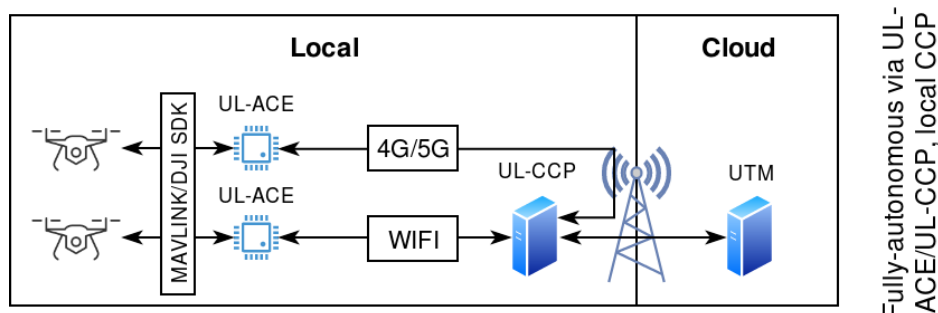 Local
Cloud
UL-ACE
4G/5G
UL-CCP
UTM
MAVLINK/DJI SDK
UL-ACE
WIFI
Fully-autonomous via UL-
ACE/UL-CCP, local CCP